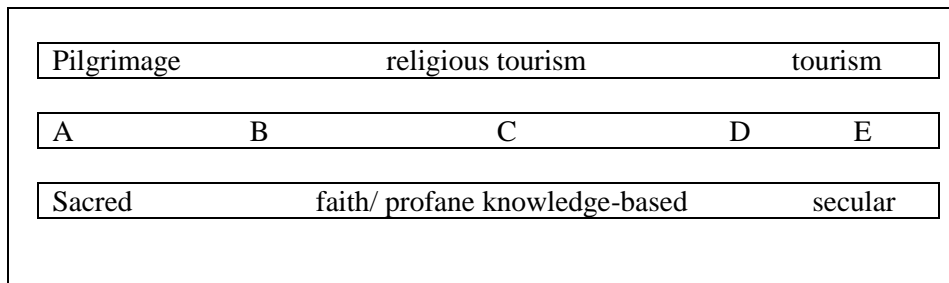 Pilgrimage religious tourism tourism
A B C D E
Sacred faith/ profane knowledge-based secular